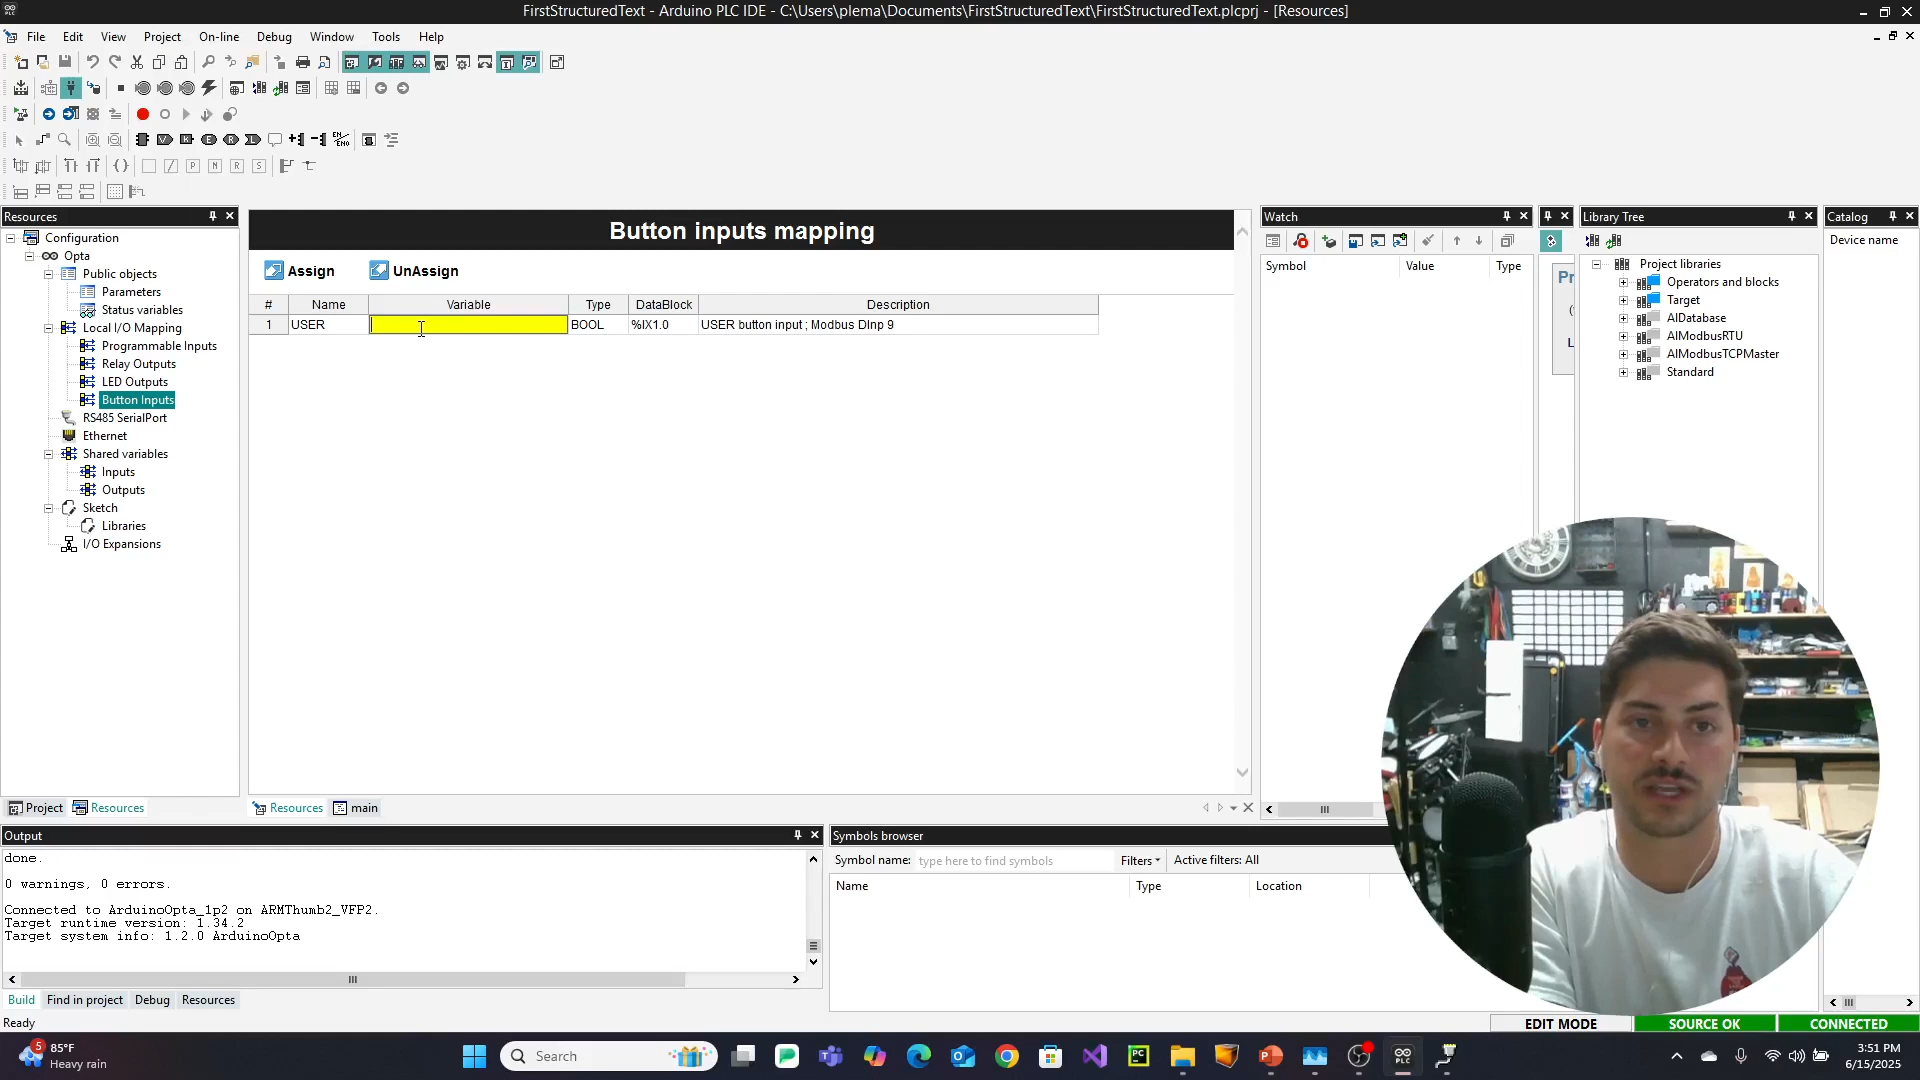 FirstStructuredText - Arduino PLC IDE - C:\Users\plema\Documents\FirstStructuredText\FirstStructuredText.plcprj - [Resources]
File Edit View Project On-line Debug Tools Window Help
Resources
Configuration
Opta
Public objects
Parameters
Status variables
Local I/O Mapping
Programmable Inputs
Relay Outputs
LED Outputs
Button Inputs
RS485 SerialPort
Ethernet
Shared variables
Inputs
Outputs
Sketch
Libraries
I/O Expansions
Project Resources
Button inputs mapping
Assign UnAssign
# Name Variable Type DataBlock Description
1 USER BOOL %IX1.0 USER button input ; Modbus DInp 9
Resources main
Watch
Symbol Value Type
Library Tree
Project libraries
Operators and blocks
Target
AlDatabase
AlModbusRTU
AlModbusTCPMaster
Standard
Catalog
Device name
Output
done.
0 warnings, 0 errors.
Connected to ArduinoOpta_1p2 on ARMThumb2_VFP2.
Target runtime version: 1.34.2
Target system info: 1.2.0 ArduinoOpta
Build Find in project Debug Resources
Symbols browser
Symbol name: type here to find symbols Filters Active filters: All
Name Type Location
Ready
EDIT MODE SOURCE OK CONNECTED
5
85°F
Heavy rain
Search
3:51 PM
6/15/2025